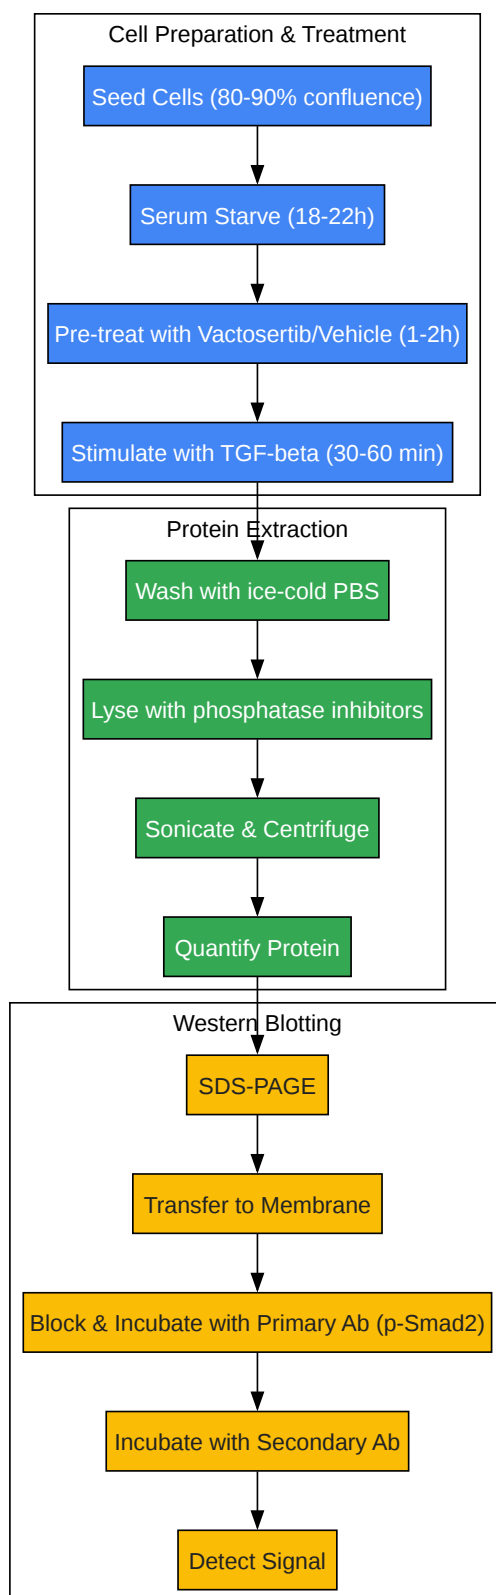 Cell Preparation & Treatment
Seed Cells (80-90% confluence)
Serum Starve (18-22h)
Pre-treat with Vactosertib/Vehicle (1-2h)
Stimulate with TGF-beta (30-60 min)
Protein Extraction
Wash with ice-cold PBS
Lyse with phosphatase inhibitors
Sonicate & Centrifuge
Quantify Protein
Western Blotting
SDS-PAGE
Transfer to Membrane
Block & Incubate with Primary Ab (p-Smad2)
Incubate with Secondary Ab
Detect Signal